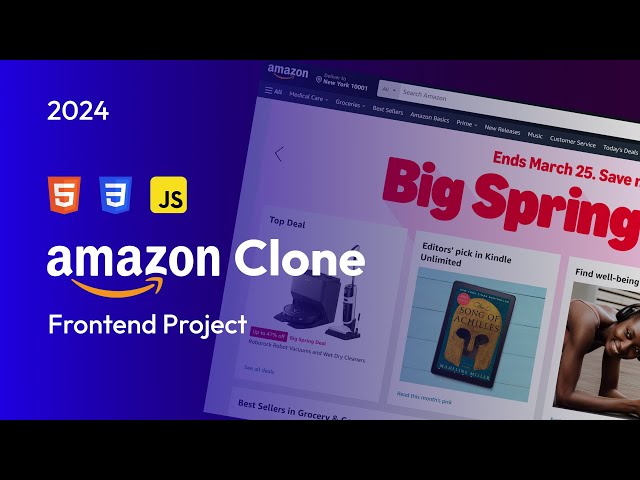 2024
5
3
JS
amazon Clone
Frontend Project
amazon
Deliver to
New York 10001
All
Search Amazon
All
Medical Care
Groceries
Best Sellers
Amazon Basics
Prime
New Releases
Music
Customer Service
Today's Deals
Ends March 25. Save
Big Spring
Top Deal
Up to 47% off
Big Spring Deal
Roborock Robot Vacuums and Wet Dry Cleaners
See all deals
Editors' pick in Kindle
Unlimited
The
SONG OF
ACHILLES
MADELINE MILLER
Read this month's pick
Find well-being
Best Sellers in Grocery &